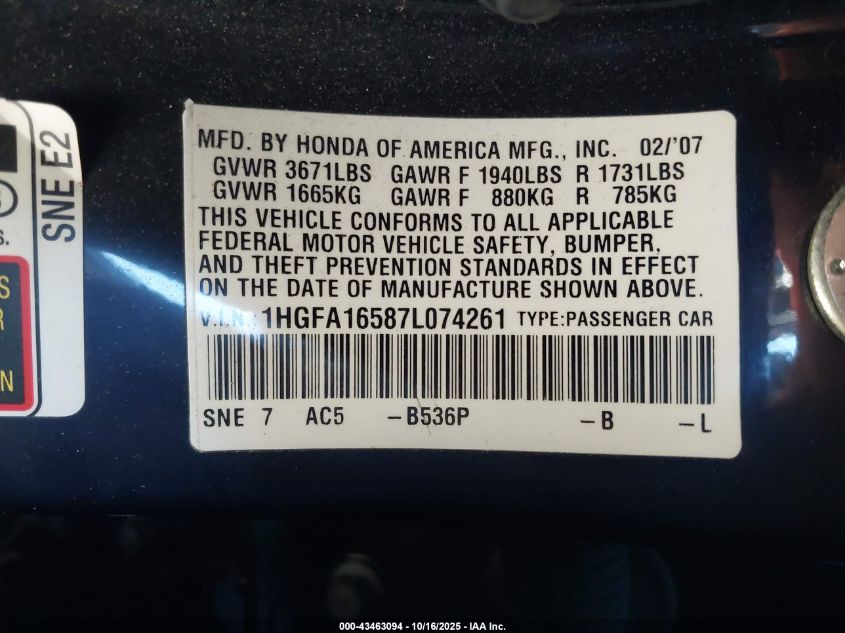 MFD. BY HONDA OF AMERICA MFG., INC. 02/'07
GVWR 3671LBS GAWR F 1940LBS R 1731LBS
GVWR 1665KG GAWR F 880KG R 785KG
THIS VEHICLE CONFORMS TO ALL APPLICABLE
FEDERAL MOTOR VEHICLE SAFETY, BUMPER,
AND THEFT PREVENTION STANDARDS IN EFFECT
ON THE DATE OF MANUFACTURE SHOWN ABOVE.
V.I.N.: 1HGFA16587L074261 TYPE:PASSENGER CAR
SNE 7 AC5 -B536P -B -L
SNE E2
S.
S
R
N
000-43463094 - 10/16/2025 - IAA Inc.